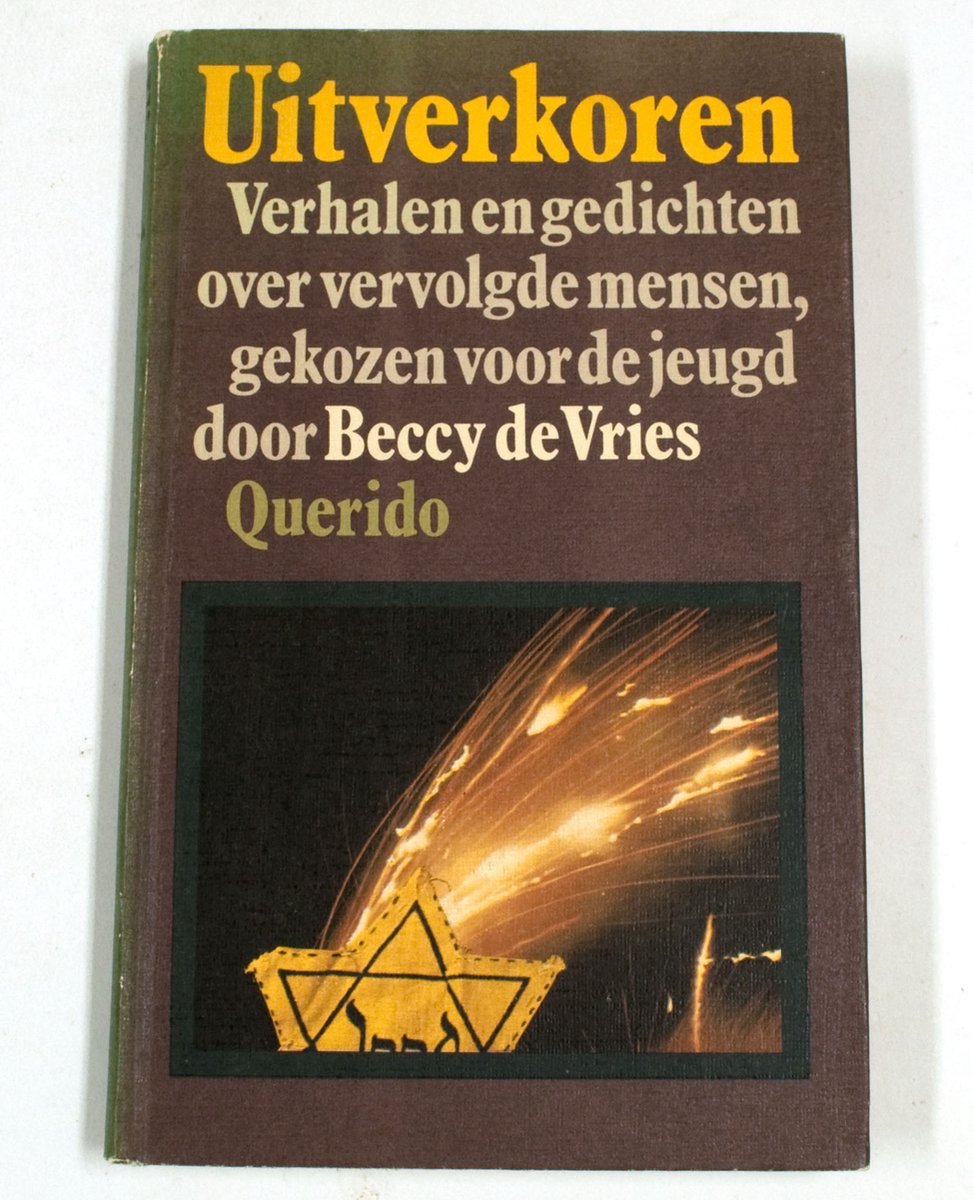 Uitverkoren
Verhalen en gedichten
over vervolgde mensen,
gekozen voor de jeugd
door Beccy de Vries
Querido